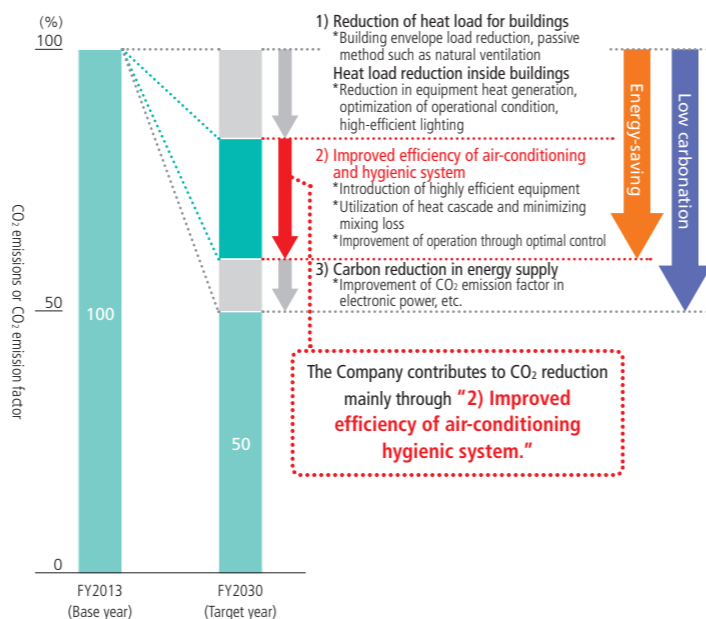 (%)
100
50
0
CO₂ emissions or CO₂ emission factor
100
50
FY2013
(Base year)
FY2030
(Target year)
1) Reduction of heat load for buildings
*Building envelope load reduction, passive
method such as natural ventilation
Heat load reduction inside buildings
*Reduction in equipment heat generation,
optimization of operational condition,
high-efficient lighting
2) Improved efficiency of air-conditioning
and hygienic system
*Introduction of highly efficient equipment
*Utilization of heat cascade and minimizing
mixing loss
*Improvement of operation through optimal control
3) Carbon reduction in energy supply
*Improvement of CO₂ emission factor in
electronic power, etc.
Energy-saving
Low carbonation
The Company contributes to CO₂ reduction
mainly through “2) Improved
efficiency of air-conditioning
hygienic system.”